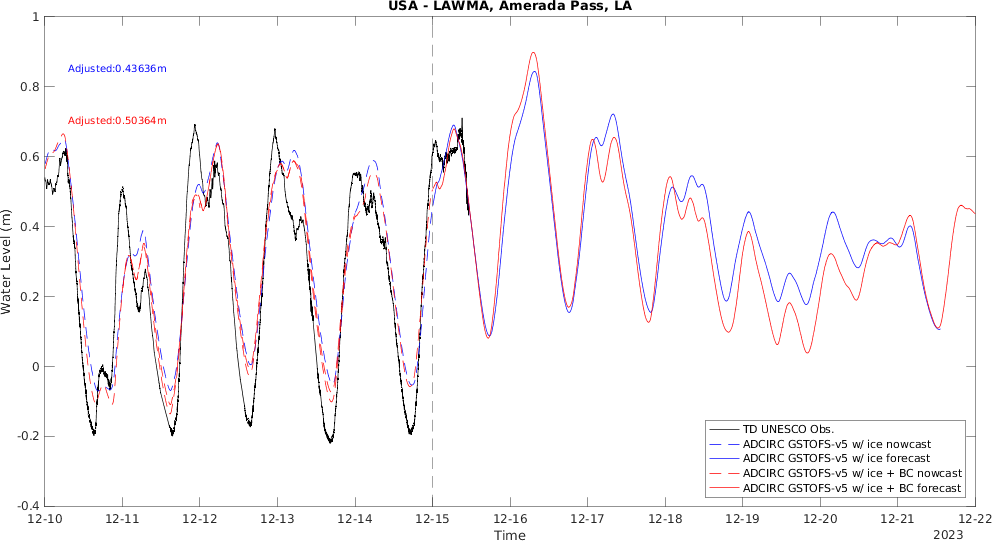 USA - LAWMA, Amerada Pass, LA
1
0.8
0.6
0.4
0.2
0
-0.2
-0.4
Water Level (m)
Adjusted:0.43636m
Adjusted:0.50364m
TD UNESCO Obs.
ADCIRC GSTOFS-v5 w/ ice nowcast
ADCIRC GSTOFS-v5 w/ ice forecast
ADCIRC GSTOFS-v5 w/ ice + BC nowcast
ADCIRC GSTOFS-v5 w/ ice + BC forecast
12-10 12-11 12-12 12-13 12-14 12-15 12-16 12-17 12-18 12-19 12-20 12-21 12-22
Time
2023